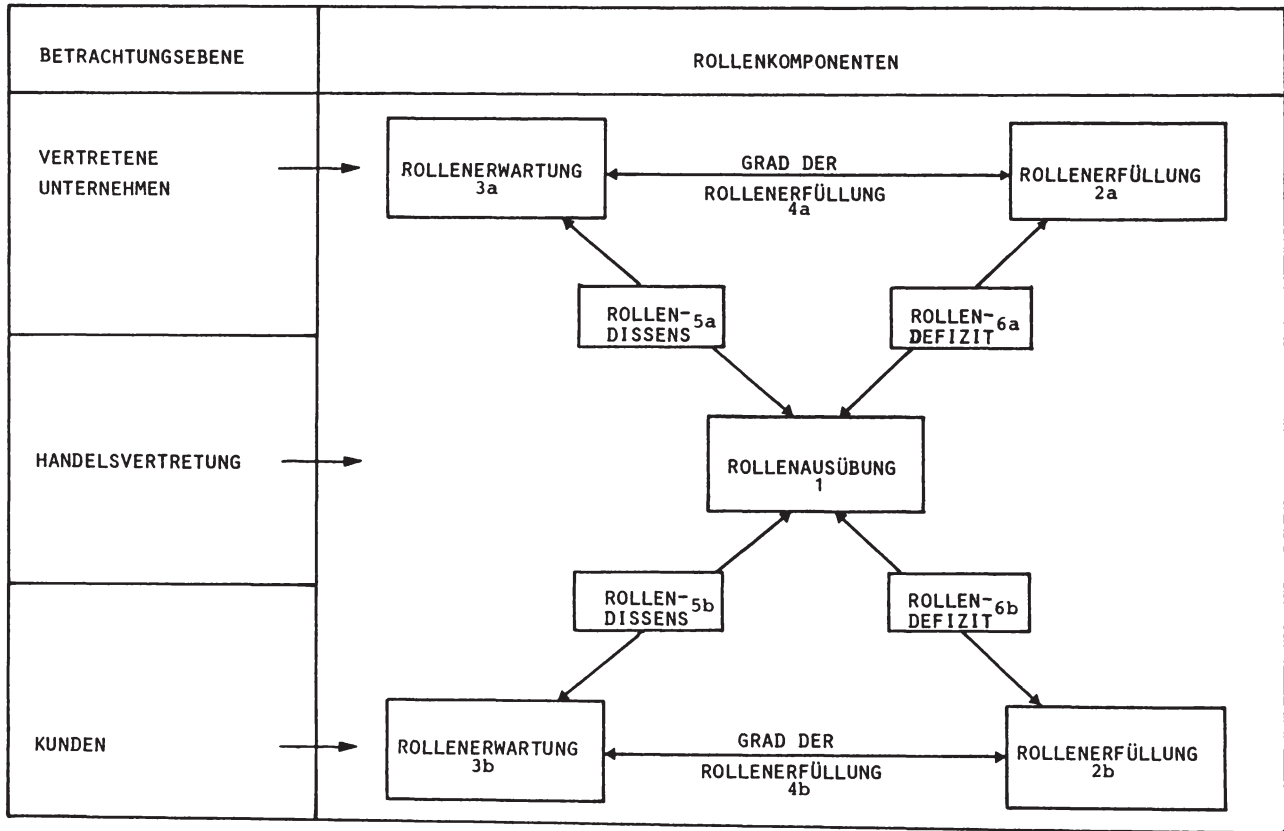 BETRACHTUNGSEBENE
ROLLENKOMPONENTEN
VERTRETENE
UNTERNEHMEN
ROLLENERWARTUNG
3a
GRAD DER
ROLLENERFÜLLUNG
4a
ROLLENERFÜLLUNG
2a
ROLLEN-5a
DISSENS
ROLLEN-6a
DEFIZIT
HANDELSVERTRETUNG
ROLLENAUSÜBUNG
1
ROLLEN-5b
DISSENS
ROLLEN-6b
DEFIZIT
KUNDEN
ROLLENERWARTUNG
3b
GRAD DER
ROLLENERFÜLLUNG
4b
ROLLENERFÜLLUNG
2b